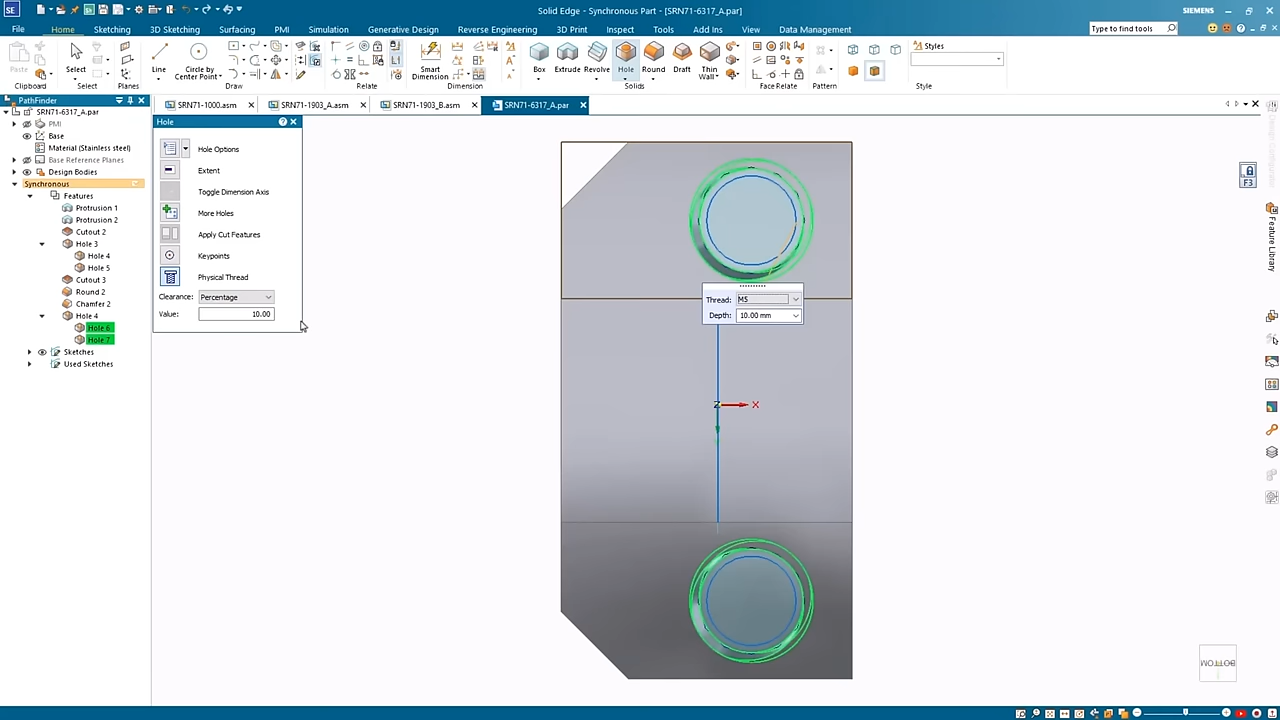 SE
Solid Edge - Synchronous Part - [SRN71-6317_A.par]
SIEMENS
File Home Sketching 3D Sketching Surfacing PMI Simulation Generative Design Reverse Engineering 3D Print Inspect Tools Add Ins View Data Management
Type to find tools
Paste
Select
Planes
Line
Circle by Center Point
Smart Dimension
Box
Extrude
Revolve
Hole
Round
Draft
Thin Wall
Styles
Clipboard Select Planes Draw Relate Dimension Solids Face Relate Pattern Style
PathFinder
SRN71-1000.asm
SRN71-1903_A.asm
SRN71-1903_B.asm
SRN71-6317_A.par
SRN71-6317_A.par
PMI
Base
Material (Stainless steel)
Base Reference Planes
Design Bodies
Synchronous
Features
Protrusion 1
Protrusion 2
Cutout 2
Hole 3
Hole 4
Hole 5
Cutout 3
Round 2
Chamfer 2
Hole 4
Hole 6
Hole 7
Sketches
Used Sketches
Hole
Hole Options
Extent
Toggle Dimension Axis
More Holes
Apply Cut Features
Keypoints
Physical Thread
Clearance: Percentage
Value: 10.00
Thread: M5
Depth: 10.00 mm
Z
X
F3
Feature Library
BOTTOM